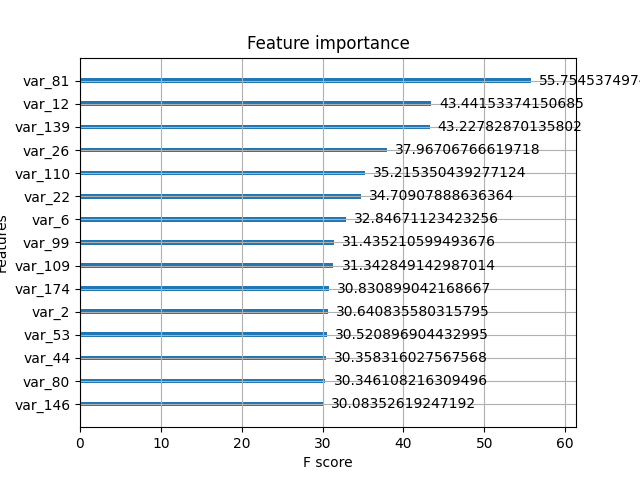 Feature importance
var_81 55.7545374974
var_12 43.44153374150685
var_139 43.22782870135802
var_26 37.96706766619718
var_110 35.215350439277124
var_22 34.70907888636364
var_6 32.84671123423256
var_99 31.435210599493676
var_109 31.342849142987014
var_174 30.830899042168667
var_2 30.640835580315795
var_53 30.520896904432995
var_44 30.358316027567568
var_80 30.346108216309496
var_146 30.08352619247192
0 10 20 30 40 50 60
F score
Features